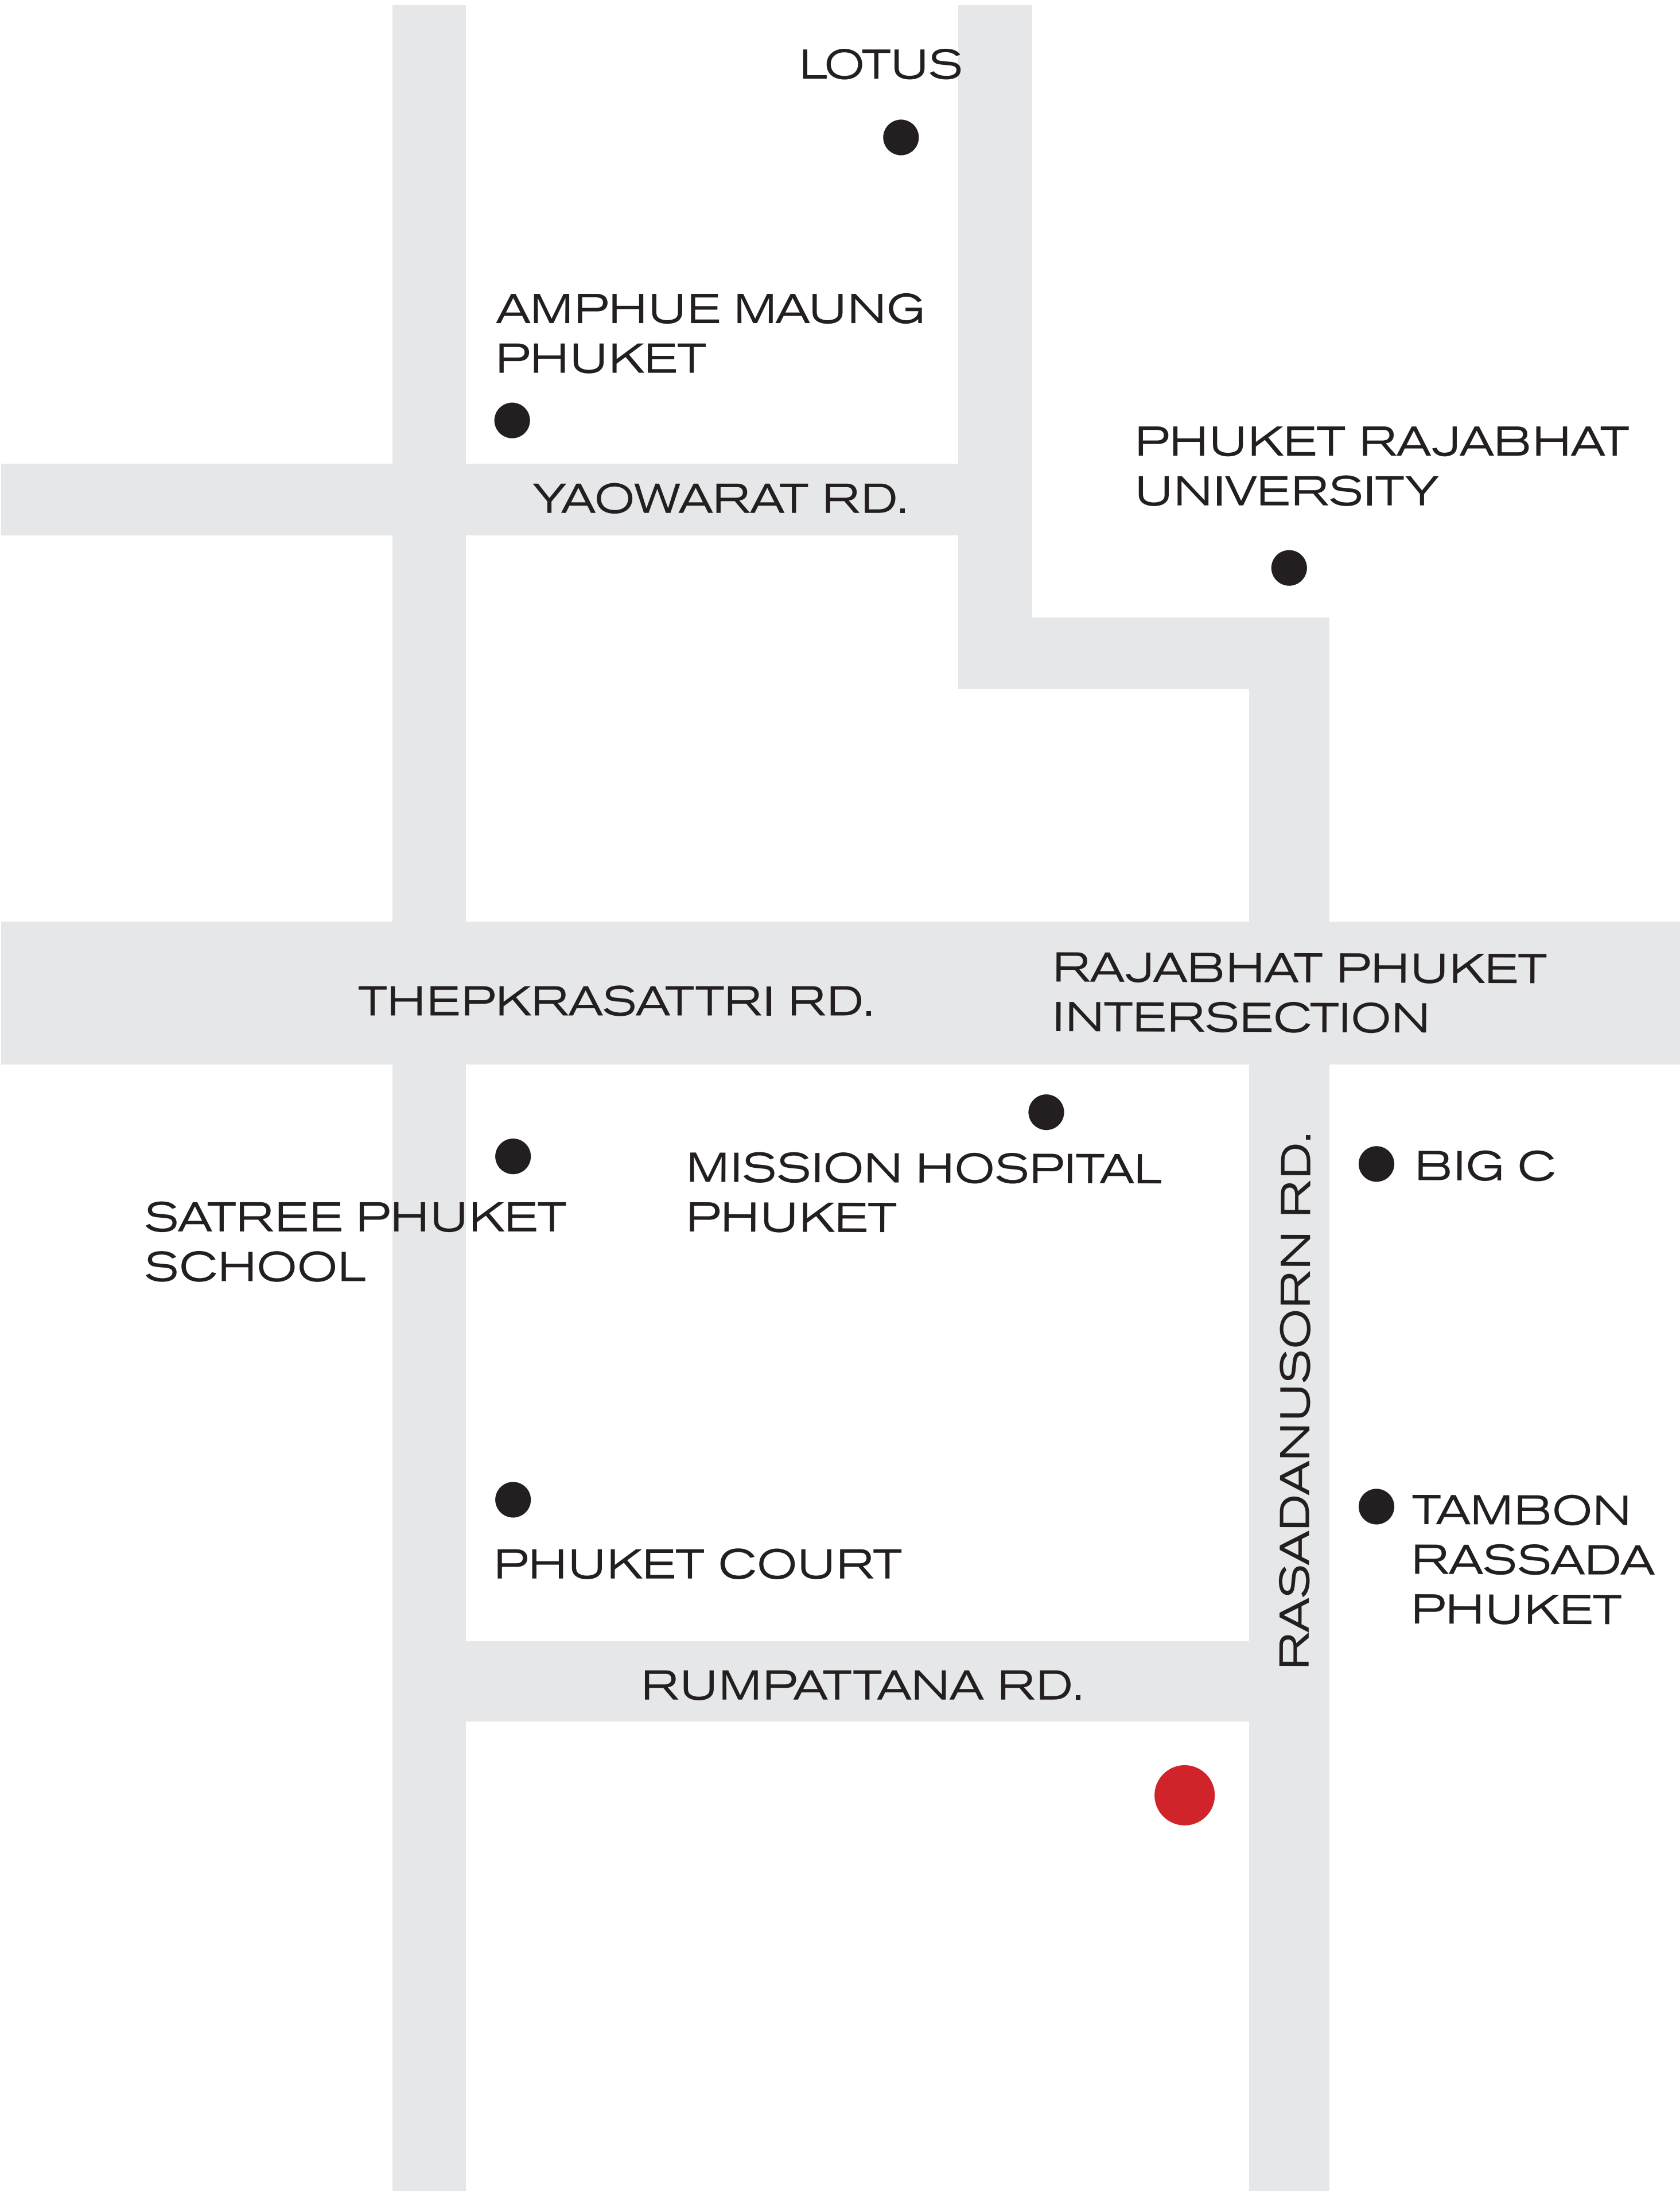 LOTUS
AMPHUE MAUNG
PHUKET
PHUKET RAJABHAT
UNIVERSITY
YAOWARAT RD.
RAJABHAT PHUKET
INTERSECTION
THEPKRASATTRI RD.
MISSION HOSPITAL
PHUKET
BIG C
SATREE PHUKET
SCHOOL
RASADANUSORN RD.
TAMBON
RASSADA
PHUKET
PHUKET COURT
RUMPATTANA RD.